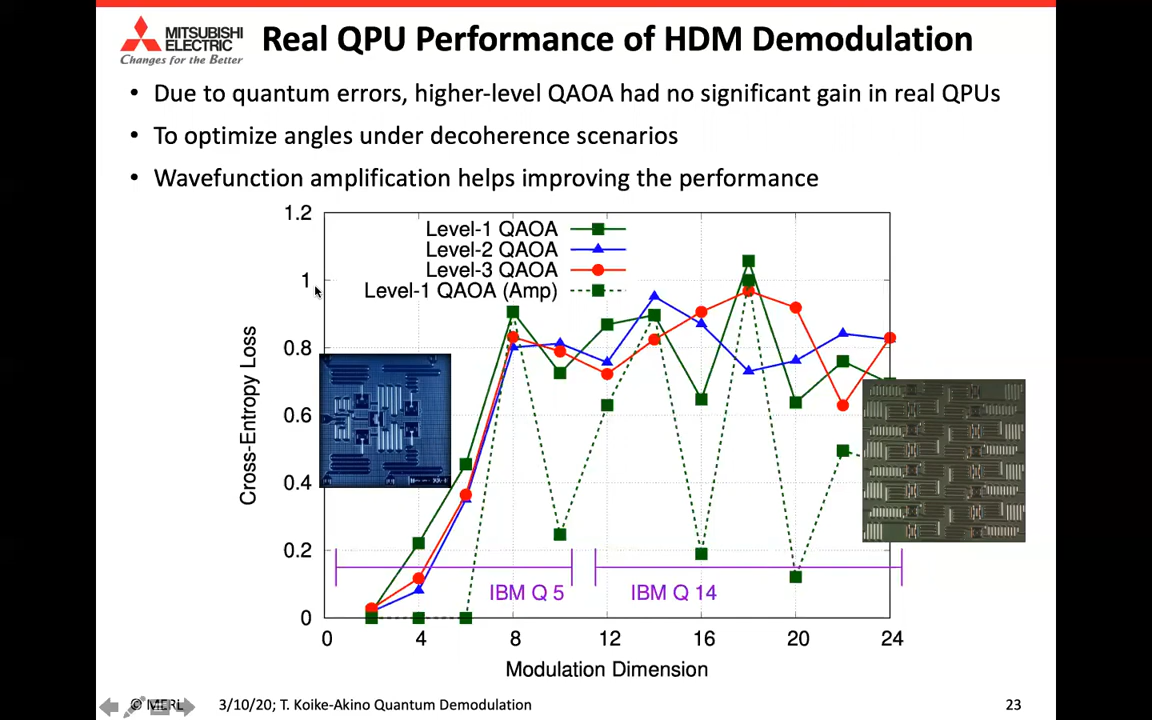 MITSUBISHI
ELECTRIC
Changes for the Better
Real QPU Performance of HDM Demodulation
• Due to quantum errors, higher-level QAOA had no significant gain in real QPUs
• To optimize angles under decoherence scenarios
• Wavefunction amplification helps improving the performance
1.2
1
0.8
0.6
0.4
0.2
0
Cross-Entropy Loss
Level-1 QAOA
Level-2 QAOA
Level-3 QAOA
Level-1 QAOA (Amp)
IBM Q 5
IBM Q 14
0 4 8 12 16 20 24
Modulation Dimension
© MERL
3/10/20; T. Koike-Akino Quantum Demodulation
23